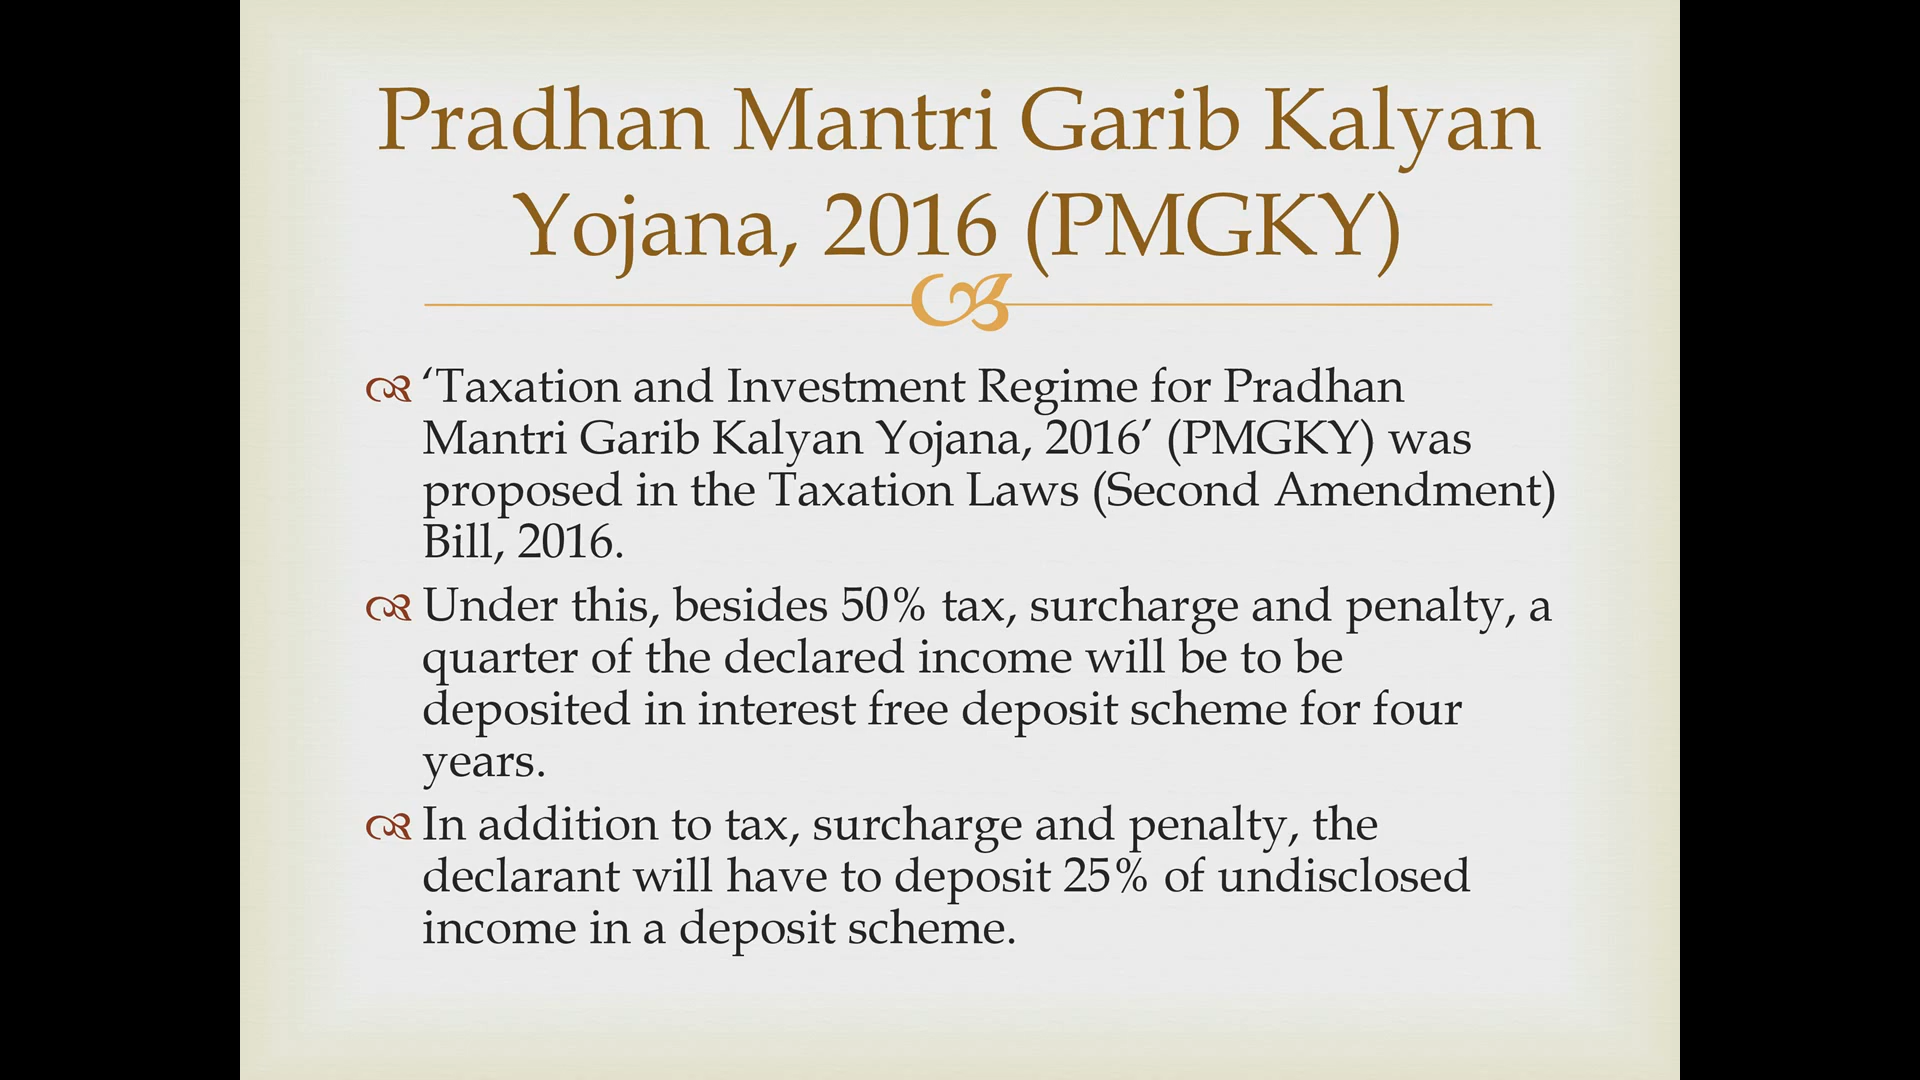 Pradhan Mantri Garib Kalyan
Yojana, 2016 (PMGKY)
‘Taxation and Investment Regime for Pradhan
Mantri Garib Kalyan Yojana, 2016’ (PMGKY) was
proposed in the Taxation Laws (Second Amendment)
Bill, 2016.
Under this, besides 50% tax, surcharge and penalty, a
quarter of the declared income will be to be
deposited in interest free deposit scheme for four
years.
In addition to tax, surcharge and penalty, the
declarant will have to deposit 25% of undisclosed
income in a deposit scheme.